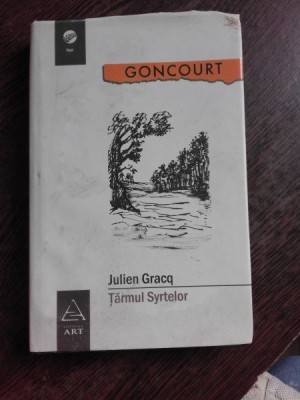 GONCOURT
Julien Gracq
Țărmul Syrtelor
ART